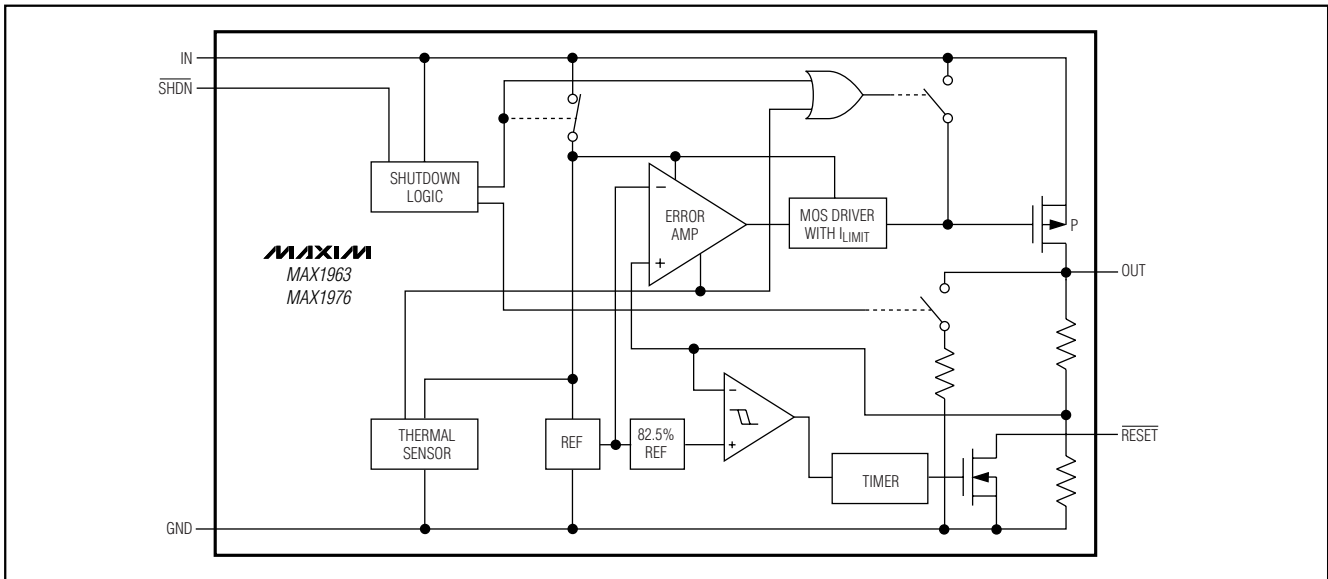 IN
SHDN
SHUTDOWN
LOGIC
−
ERROR
AMP
+
MOS DRIVER
WITH ILIMIT
P
MAXIM
MAX1963
MAX1976
OUT
−
+
THERMAL
SENSOR
REF
82.5%
REF
TIMER
RESET
GND